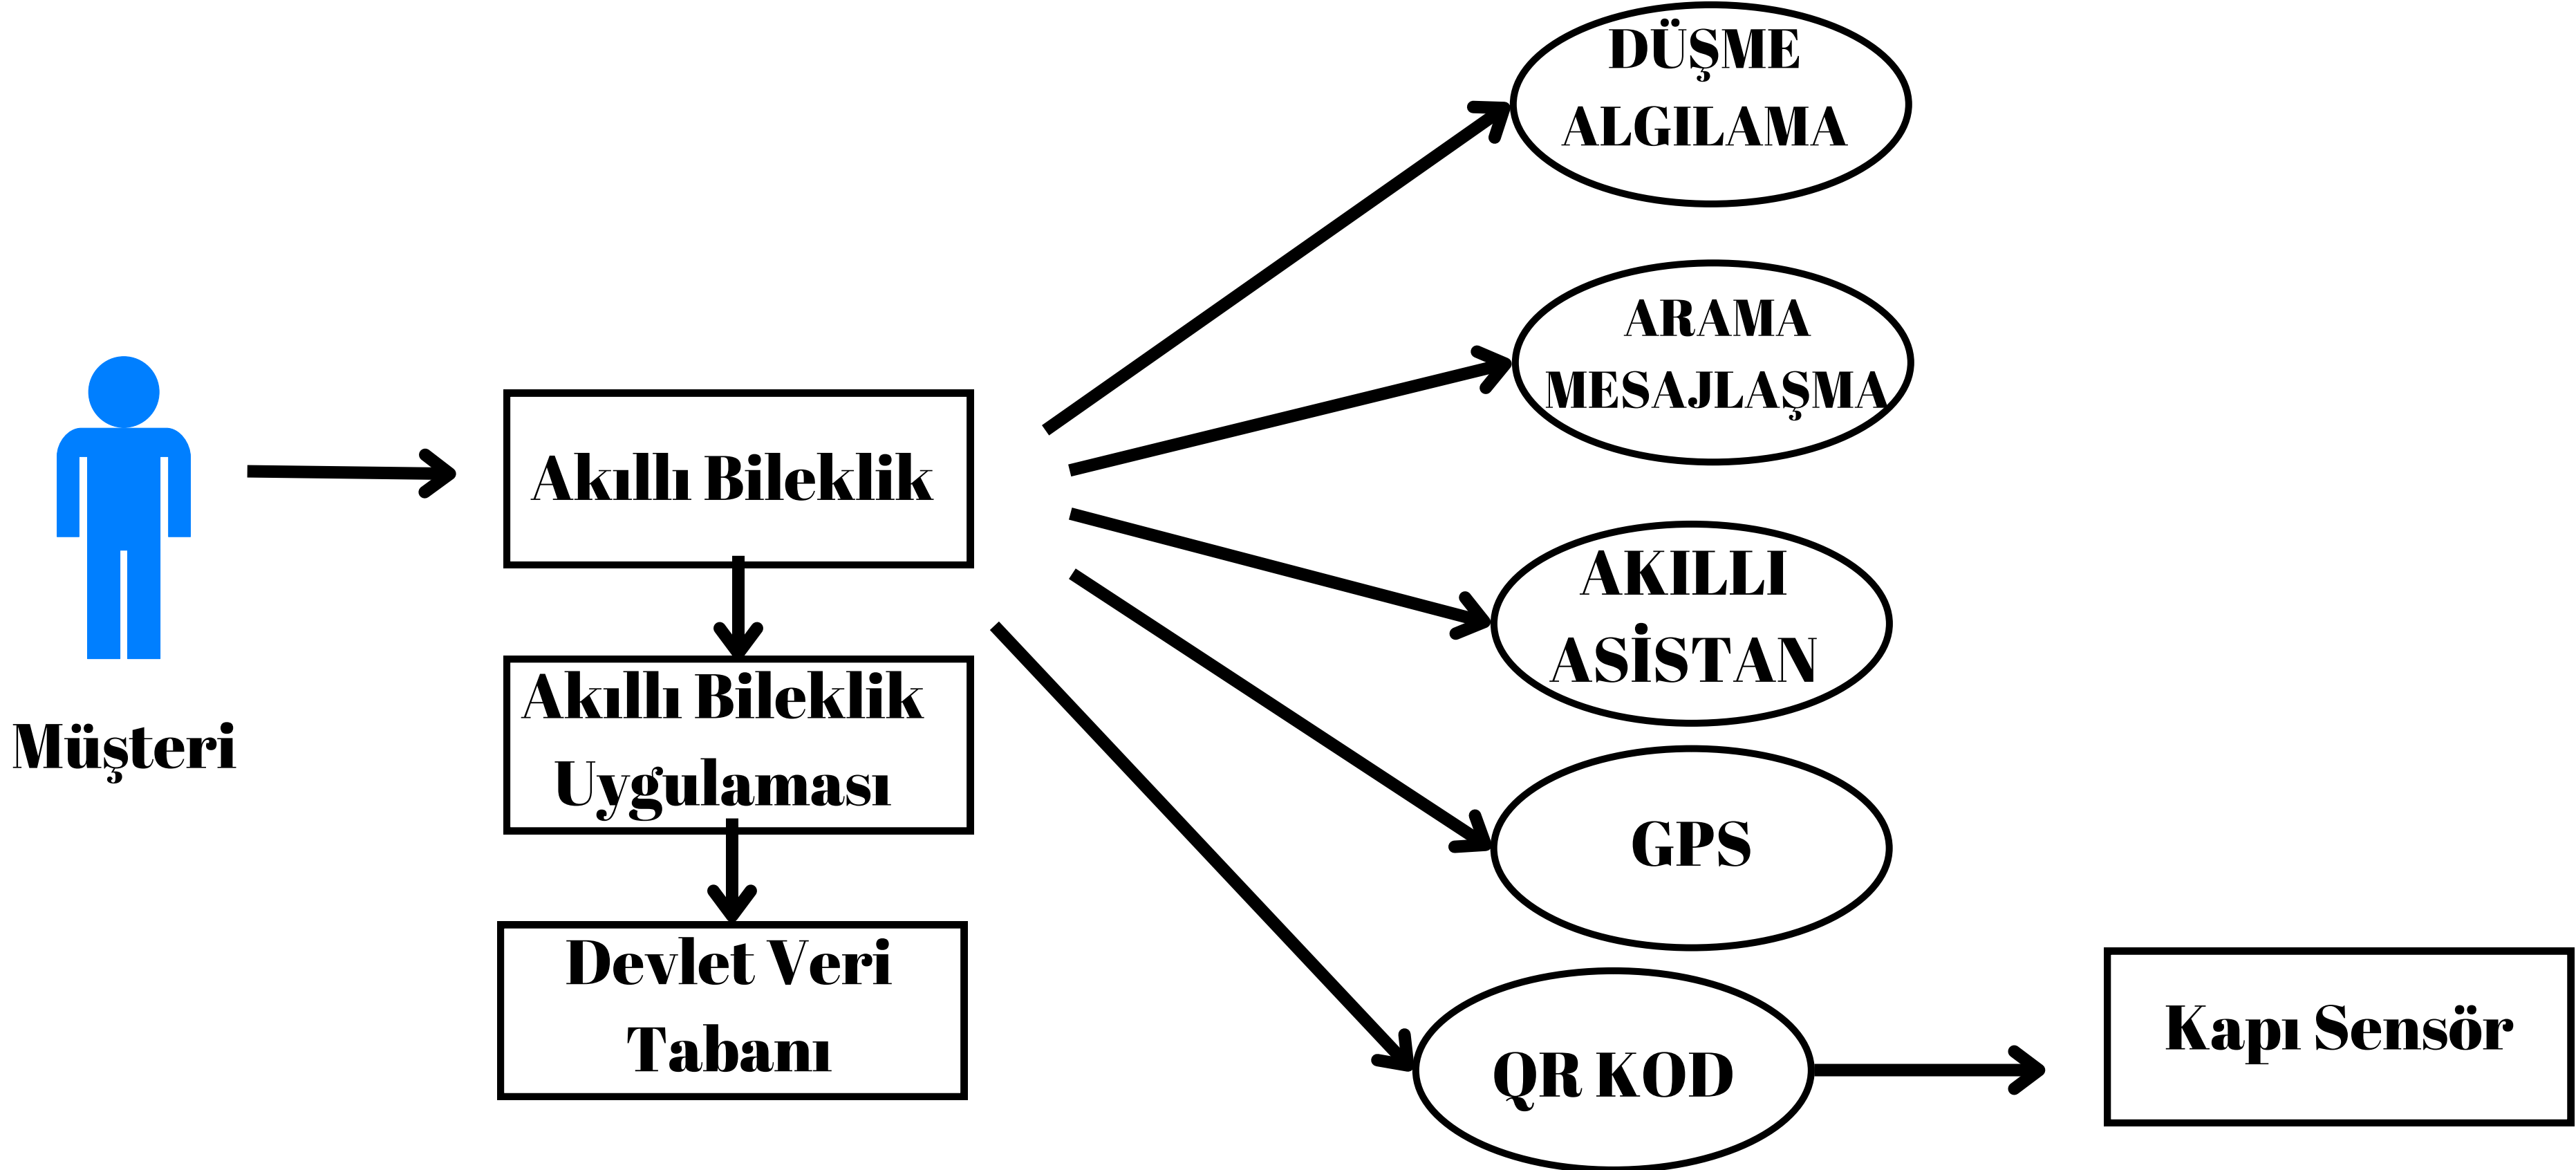 Müşteri
Akıllı Bileklik
Akıllı Bileklik
Uygulaması
Devlet Veri
Tabanı
DÜŞME
ALGILAMA
ARAMA
MESAJLAŞMA
AKILLI
ASİSTAN
GPS
QR KOD
Kapı Sensör